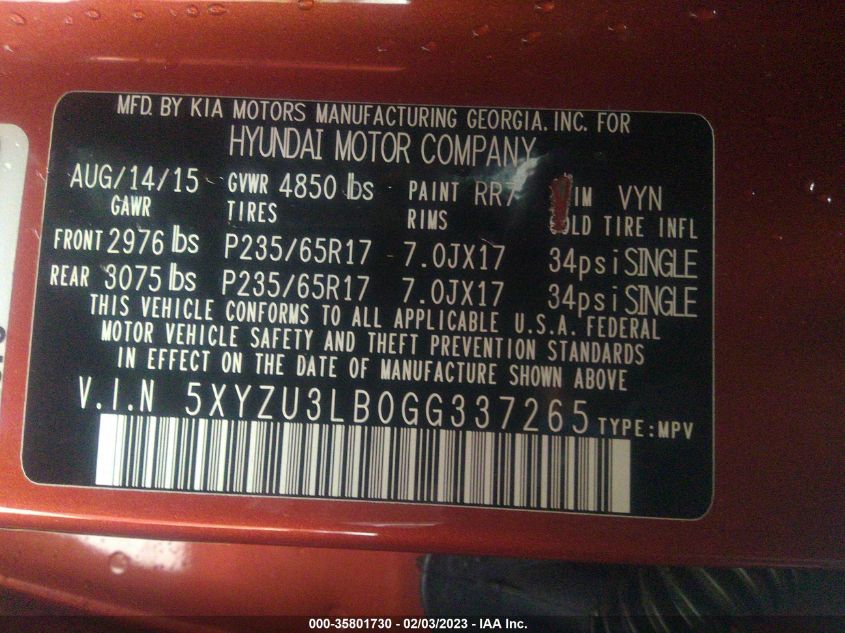 MFD. BY KIA MOTORS MANUFACTURING GEORGIA. INC. FOR
HYUNDAI MOTOR COMPANY
AUG/14/15 GVWR 4850 lbs PAINT RR7 IM VYN
GAWR TIRES RIMS LD TIRE INFL
FRONT 2976 lbs P235/65R17 7.0JX17 34psi SINGLE
REAR 3075 lbs P235/65R17 7.0JX17 34psi SINGLE
THIS VEHICLE CONFORMS TO ALL APPLICABLE U.S.A. FEDERAL
MOTOR VEHICLE SAFETY AND THEFT PREVENTION STANDARDS
IN EFFECT ON THE DATE OF MANUFACTURE SHOWN ABOVE
V.I.N 5XYZU3LB0GG337265 TYPE:MPV
000-35801730 - 02/03/2023 - IAA Inc.